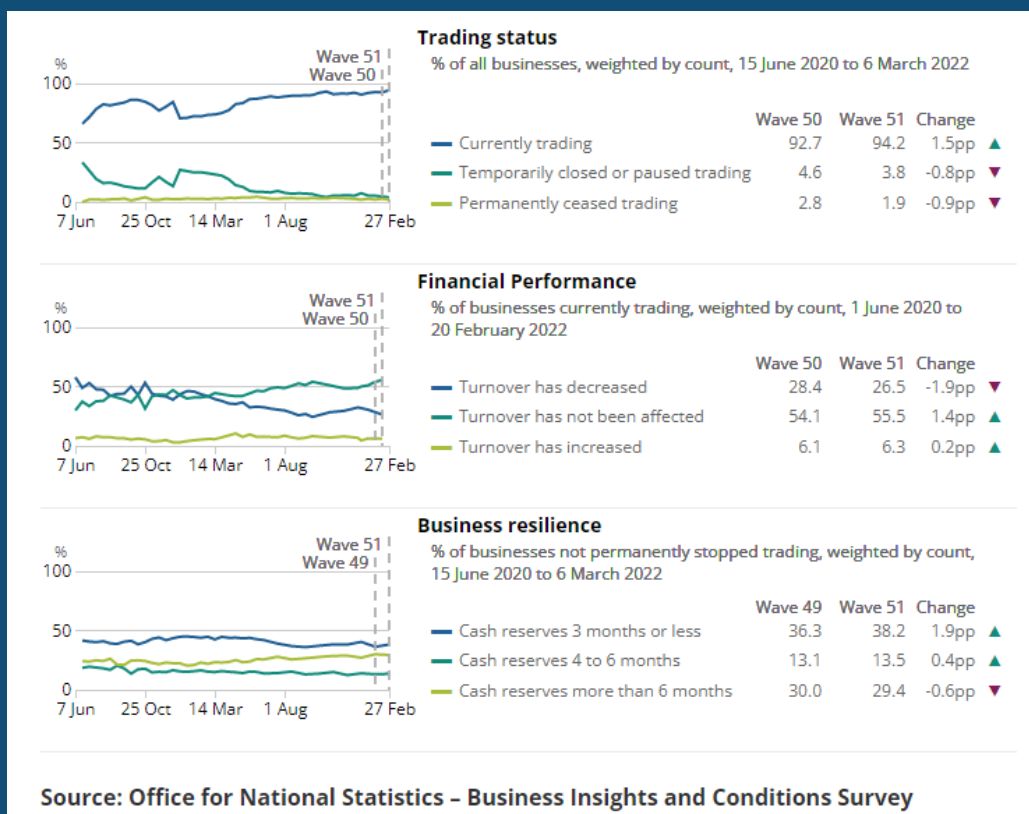 Trading status
% of all businesses, weighted by count, 15 June 2020 to 6 March 2022
%
Wave 51
Wave 50
100
50
0
7 Jun 25 Oct 14 Mar 1 Aug 27 Feb
Wave 50 Wave 51 Change
Currently trading 92.7 94.2 1.5pp ▲
Temporarily closed or paused trading 4.6 3.8 -0.8pp ▼
Permanently ceased trading 2.8 1.9 -0.9pp ▼
Financial Performance
% of businesses currently trading, weighted by count, 1 June 2020 to
20 February 2022
%
Wave 51
Wave 50
100
50
0
7 Jun 25 Oct 14 Mar 1 Aug 27 Feb
Wave 50 Wave 51 Change
Turnover has decreased 28.4 26.5 -1.9pp ▼
Turnover has not been affected 54.1 55.5 1.4pp ▲
Turnover has increased 6.1 6.3 0.2pp ▲
Business resilience
% of businesses not permanently stopped trading, weighted by count,
15 June 2020 to 6 March 2022
%
Wave 51
Wave 49
100
50
0
7 Jun 25 Oct 14 Mar 1 Aug 27 Feb
Wave 49 Wave 51 Change
Cash reserves 3 months or less 36.3 38.2 1.9pp ▲
Cash reserves 4 to 6 months 13.1 13.5 0.4pp ▲
Cash reserves more than 6 months 30.0 29.4 -0.6pp ▼
Source: Office for National Statistics – Business Insights and Conditions Survey